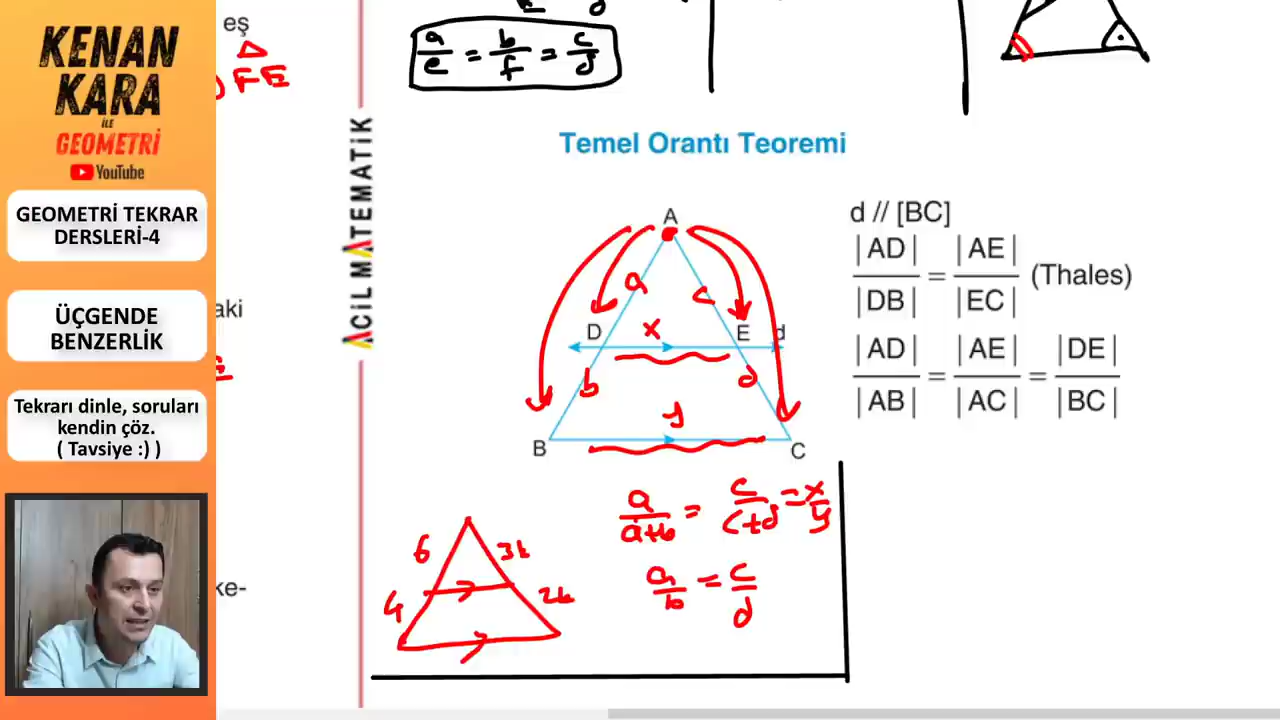 KENAN
KARA
İLE
GEOMETRİ
YouTube
GEOMETRİ TEKRAR
DERSLERİ-4
ÜÇGENDE
BENZERLİK
Tekrarı dinle, soruları
kendin çöz.
( Tavsiye :) )
eş
FE
aki
ke-
ACİL MATEMATİK
a/e = b/f = c/d
Temel Orantı Teoremi
A
a
c
D
x
E
d
b
d
y
B
C
d // [BC]
|AD| / |DB| = |AE| / |EC| (Thales)
|AD| / |AB| = |AE| / |AC| = |DE| / |BC|
a/a+b = c/c+d = x/y
a/b = c/d
6
3k
4
2k